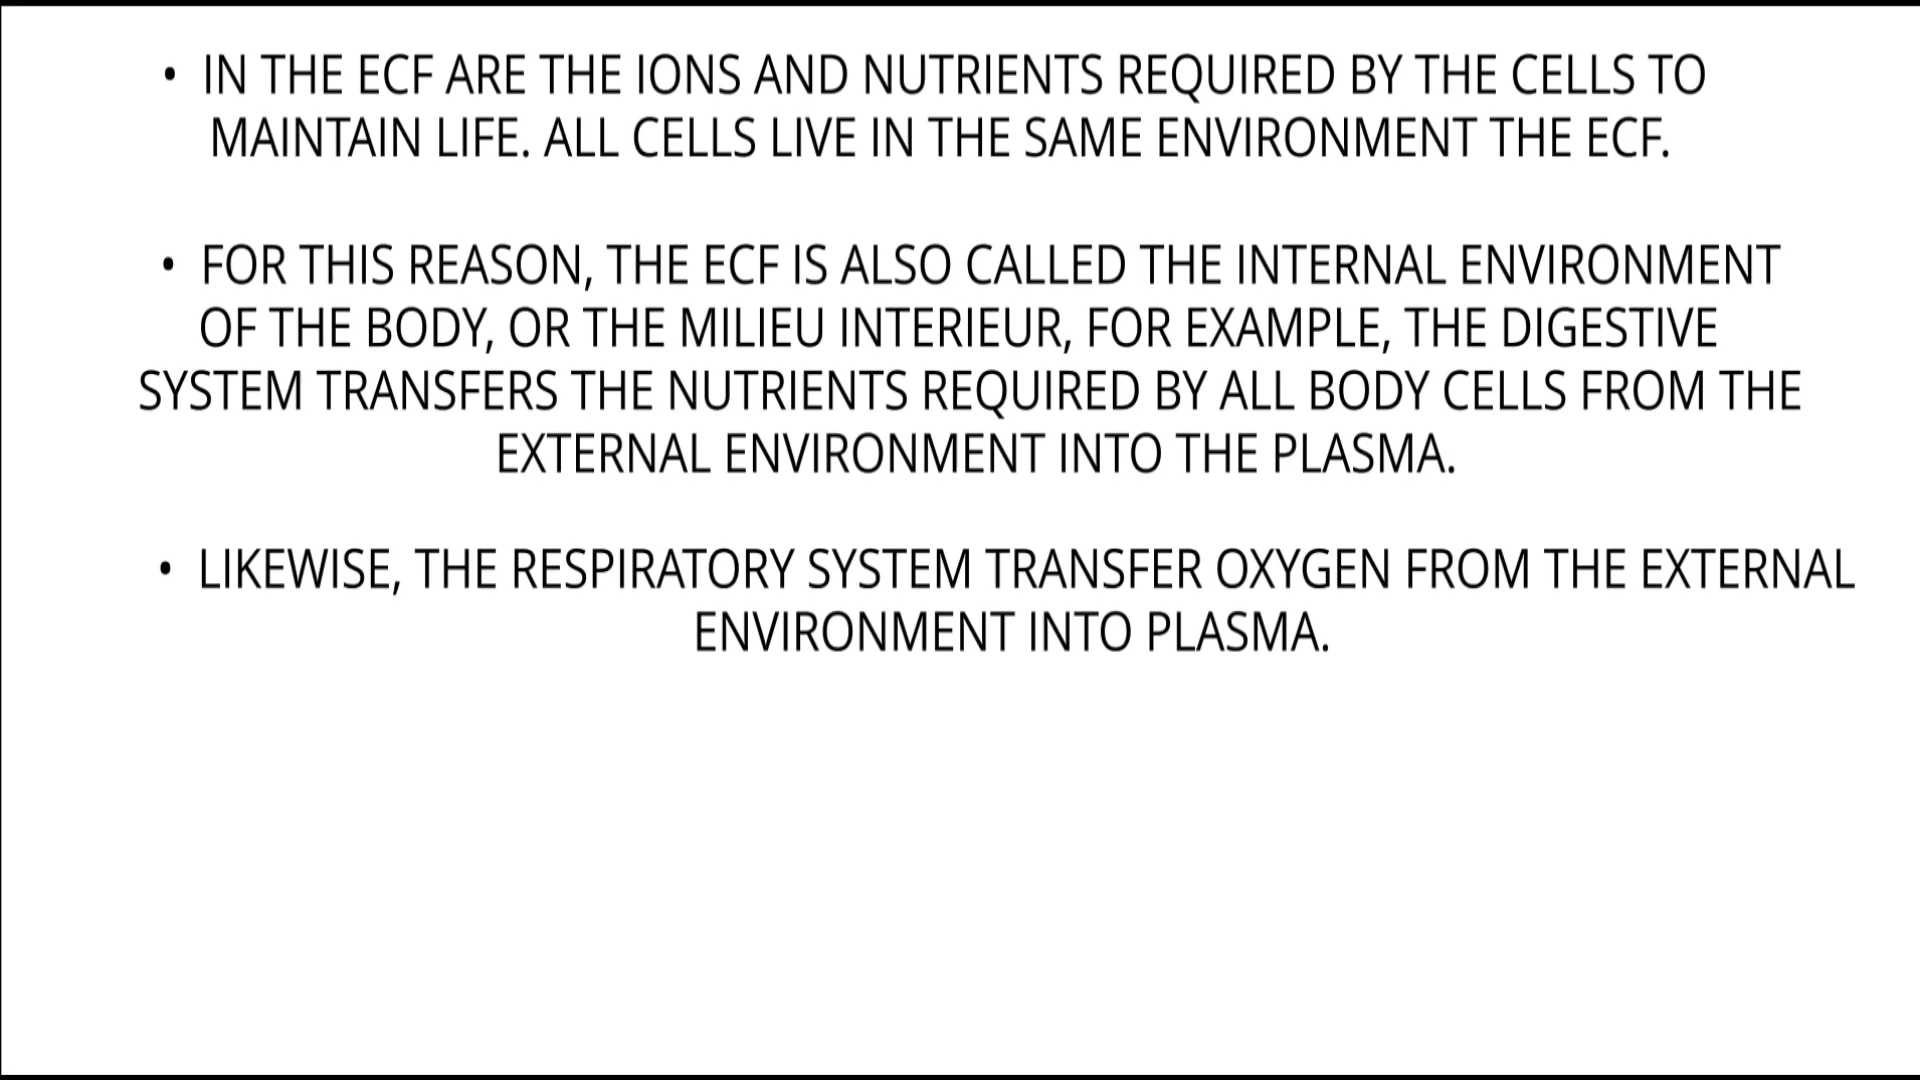 • IN THE ECF ARE THE IONS AND NUTRIENTS REQUIRED BY THE CELLS TO
MAINTAIN LIFE. ALL CELLS LIVE IN THE SAME ENVIRONMENT THE ECF.
• FOR THIS REASON, THE ECF IS ALSO CALLED THE INTERNAL ENVIRONMENT
OF THE BODY, OR THE MILIEU INTERIEUR, FOR EXAMPLE, THE DIGESTIVE
SYSTEM TRANSFERS THE NUTRIENTS REQUIRED BY ALL BODY CELLS FROM THE
EXTERNAL ENVIRONMENT INTO THE PLASMA.
• LIKEWISE, THE RESPIRATORY SYSTEM TRANSFER OXYGEN FROM THE EXTERNAL
ENVIRONMENT INTO PLASMA.